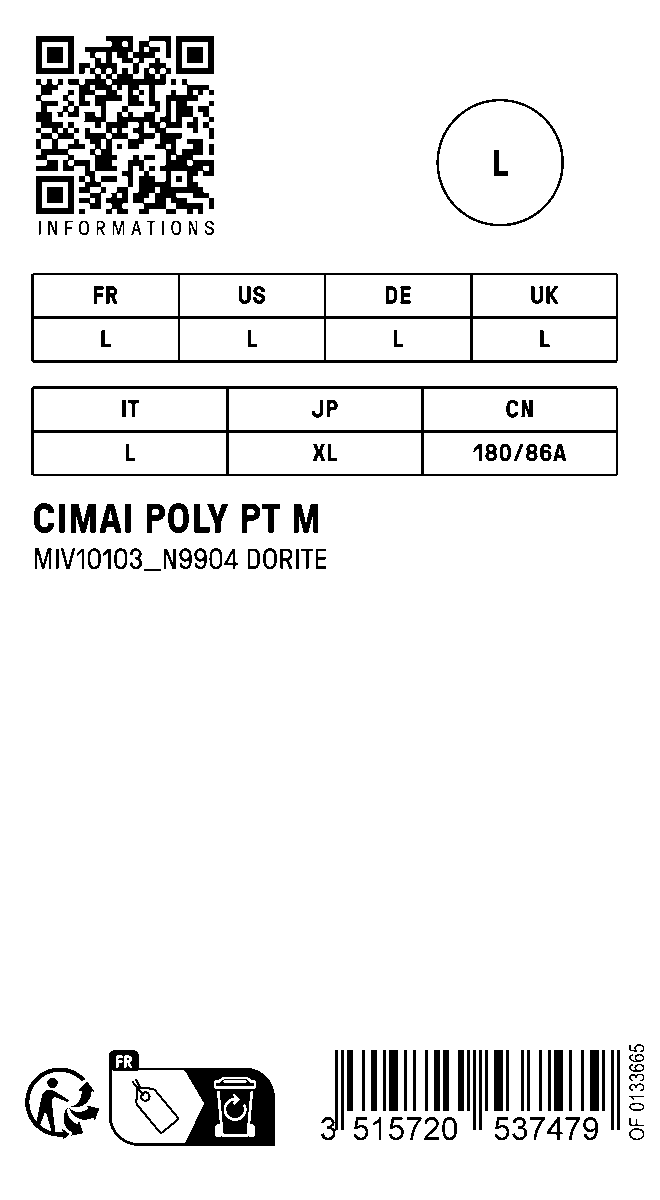 INFORMATIONS
L
FR US DE UK
L L L L
IT JP CN
L XL 180/86A
CIMAI POLY PT M
MIV10103_N9904 DORITE
FR
3 515720 537479
OF 0133665